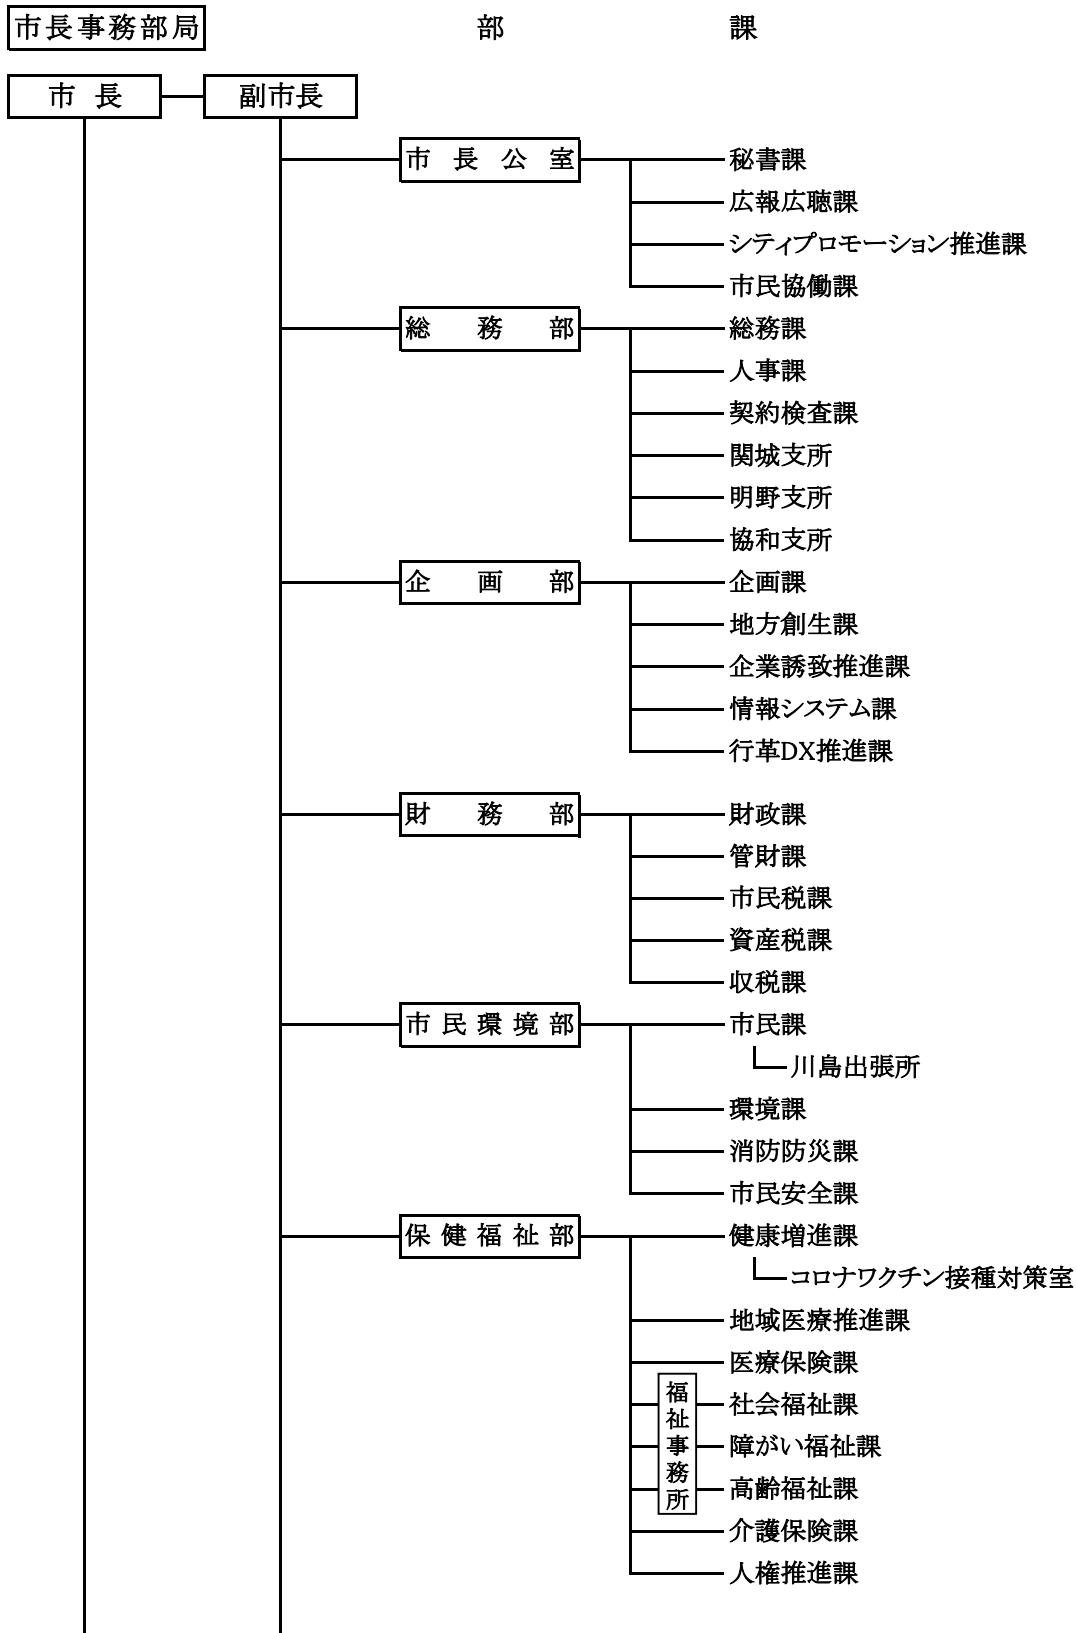 市長事務部局 部 課
市長 副市長
市長公室 秘書課
広報広聴課
シティプロモーション推進課
市民協働課
総務部 総務課
人事課
契約検査課
関城支所
明野支所
協和支所
企画部 企画課
地方創生課
企業誘致推進課
情報システム課
行革DX推進課
財務部 財政課
管財課
市民税課
資産税課
収税課
市民環境部 市民課
川島出張所
環境課
消防防災課
市民安全課
保健福祉部 健康増進課
コロナワクチン接種対策室
地域医療推進課
医療保険課
福祉事務所
社会福祉課
障がい福祉課
高齢福祉課
介護保険課
人権推進課